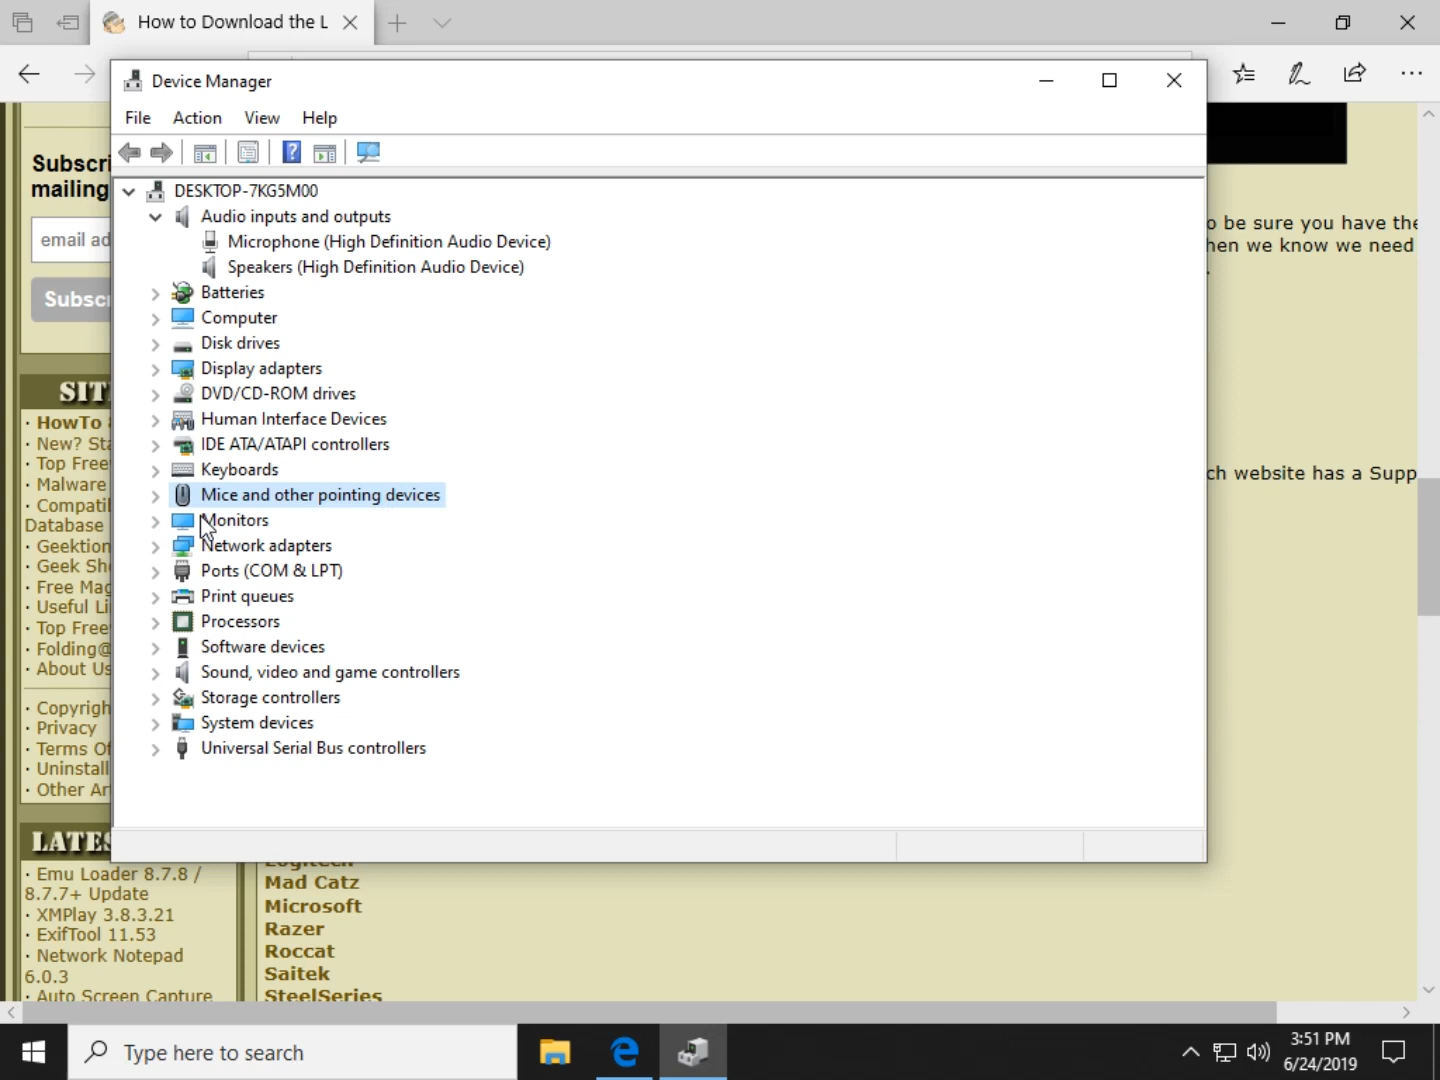 How to Download the L
Device Manager
File Action View Help
DESKTOP-7KG5M00
Audio inputs and outputs
Microphone (High Definition Audio Device)
Speakers (High Definition Audio Device)
Batteries
Computer
Disk drives
Display adapters
DVD/CD-ROM drives
Human Interface Devices
IDE ATA/ATAPI controllers
Keyboards
Mice and other pointing devices
Monitors
Network adapters
Ports (COM & LPT)
Print queues
Processors
Software devices
Sound, video and game controllers
Storage controllers
System devices
Universal Serial Bus controllers
Subscri
mailing
email ad
Subsc
SIT
· HowTo
· New? Sta
· Top Free
· Malware
· Compati
Database
· Geektion
· Geek Sh
· Free Mag
· Useful Li
· Top Free
· Folding@
· About Us
· Copyrigh
· Privacy
· Terms Of
· Uninstall
· Other Ar
LATES
· Emu Loader 8.7.8 /
8.7.7+ Update
· XMPlay 3.8.3.21
· ExifTool 11.53
· Network Notepad
6.0.3
· Auto Screen Capture
o be sure you have the
hen we know we need
ch website has a Supp
Logitech
Mad Catz
Microsoft
Razer
Roccat
Saitek
SteelSeries
Type here to search
3:51 PM
6/24/2019